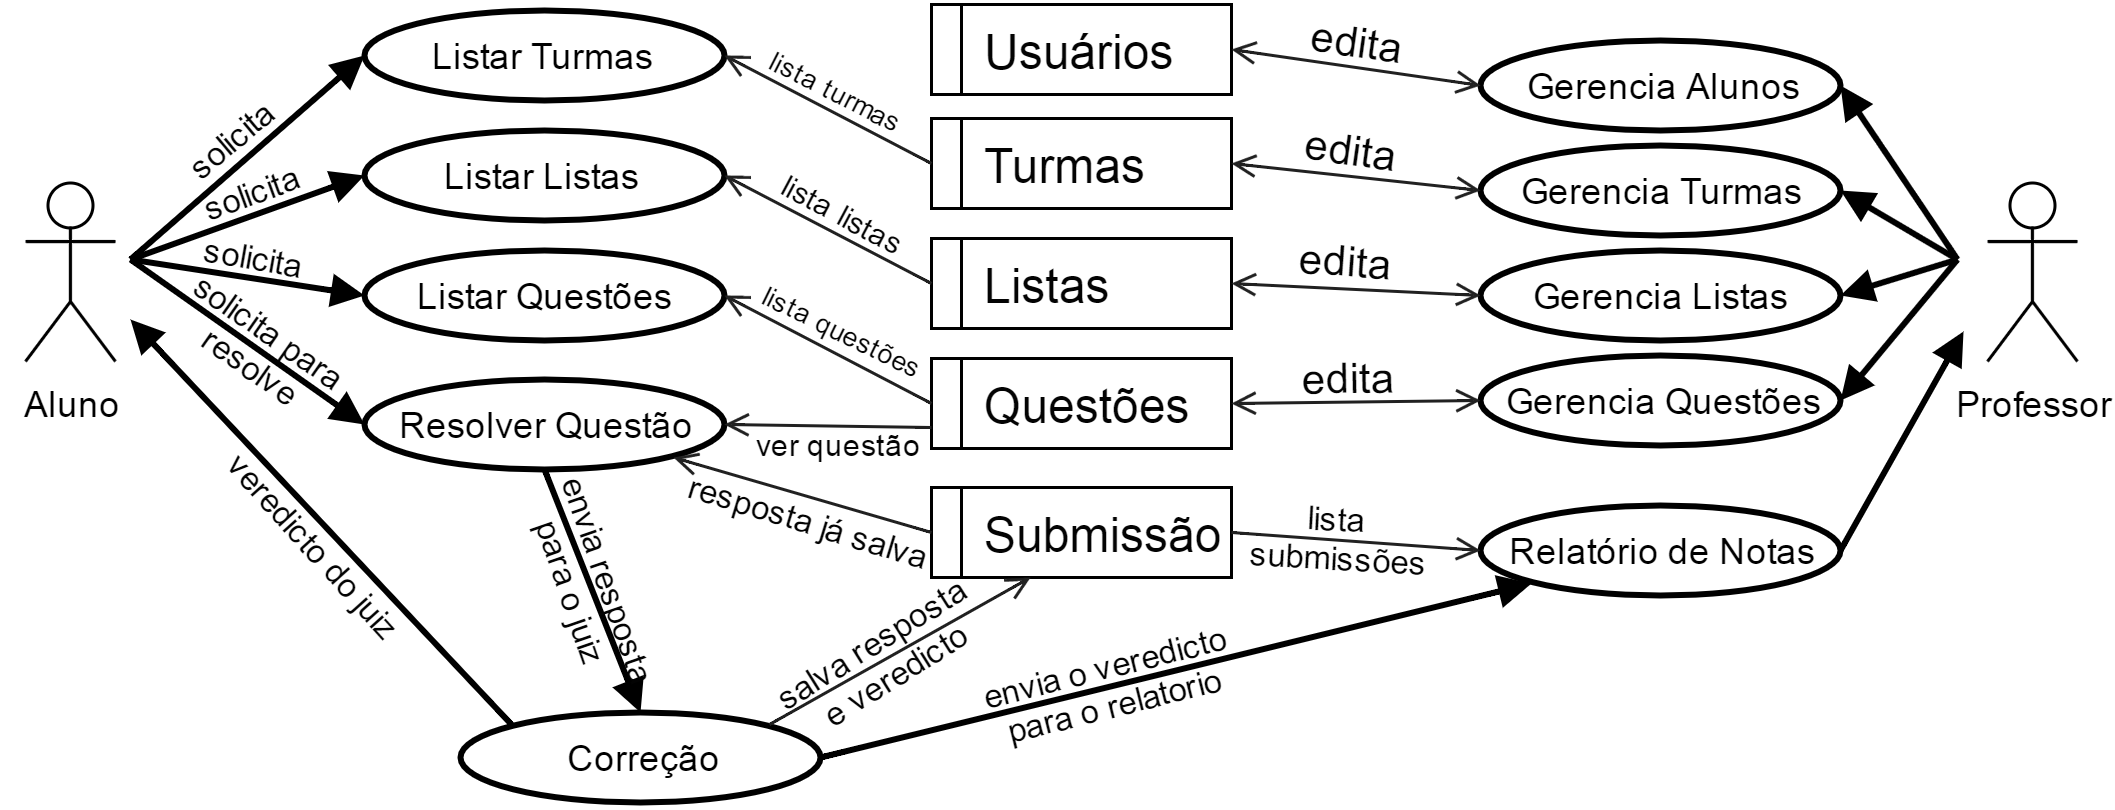 Listar Turmas
Listar Listas
Listar Questões
Resolver Questão
Correção
Aluno
solicita
solicita
solicita
solicita para
resolve
veredicto do juiz
envia resposta
para o juiz
lista turmas
lista listas
lista questões
ver questão
resposta já salva
salva resposta
e veredicto
Usuários
Turmas
Listas
Questões
Submissão
edita
edita
edita
edita
lista
submissões
envia o veredicto
para o relatorio
Gerencia Alunos
Gerencia Turmas
Gerencia Listas
Gerencia Questões
Relatório de Notas
Professor